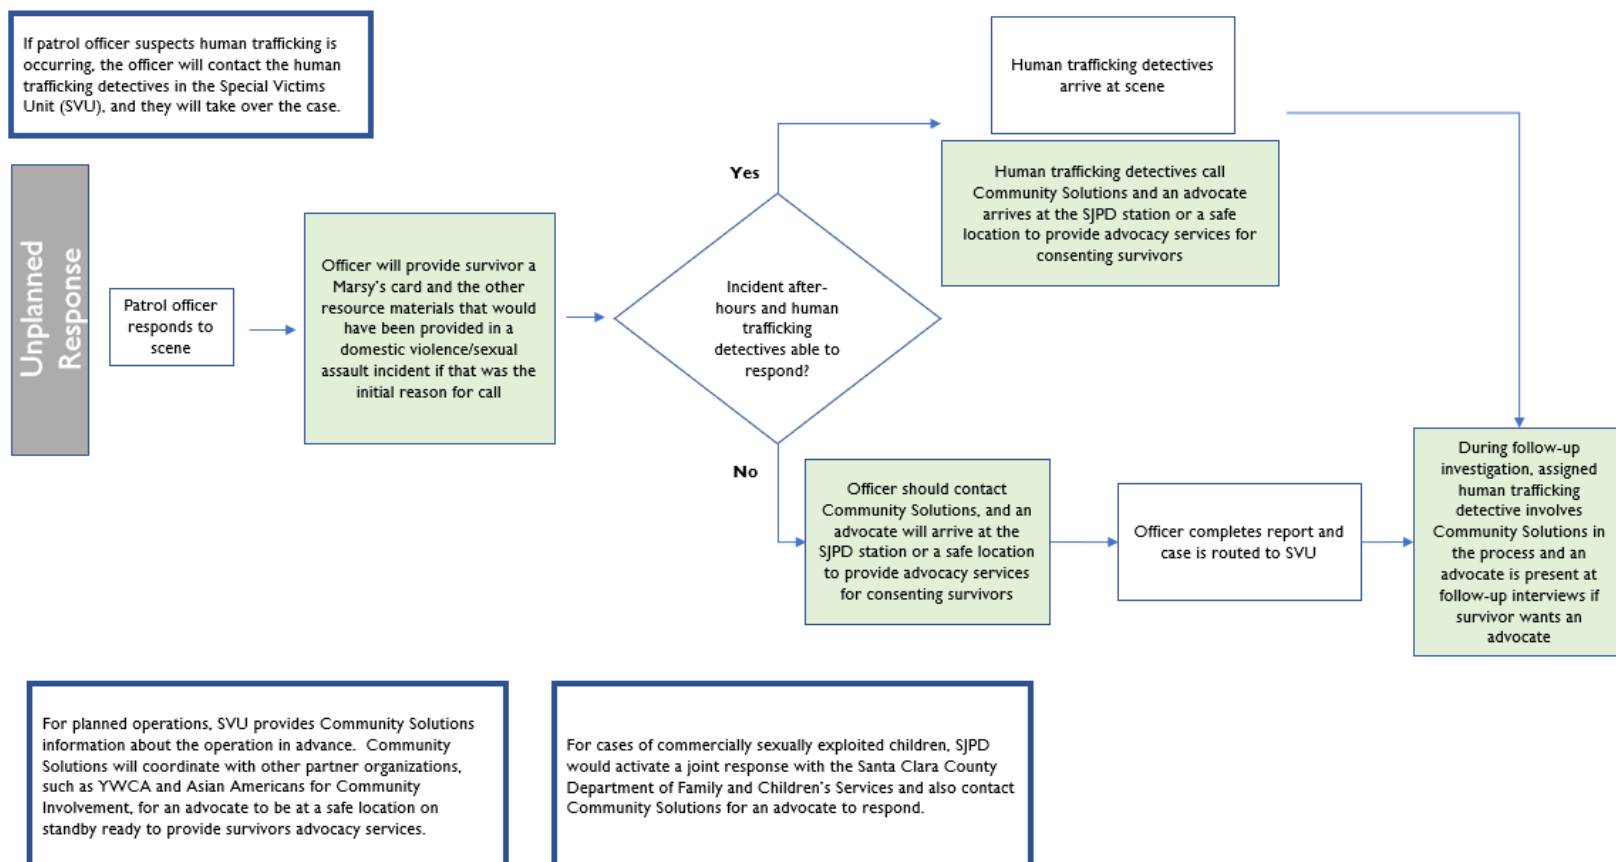 If patrol officer suspects human trafficking is
occurring, the officer will contact the human
trafficking detectives in the Special Victims
Unit (SVU), and they will take over the case.
Unplanned
Response
Patrol officer
responds to
scene
Officer will provide survivor a
Marsy's card and the other
resource materials that would
have been provided in a
domestic violence/sexual
assault incident if that was the
initial reason for call
Incident after-
hours and human
trafficking
detectives able to
respond?
Yes
Human trafficking detectives
arrive at scene
Human trafficking detectives call
Community Solutions and an advocate
arrives at the SJPD station or a safe
location to provide advocacy services for
consenting survivors
No
Officer should contact
Community Solutions, and an
advocate will arrive at the
SJPD station or a safe location
to provide advocacy services
for consenting survivors
Officer completes report and
case is routed to SVU
During follow-up
investigation, assigned
human trafficking
detective involves
Community Solutions in
the process and an
advocate is present at
follow-up interviews if
survivor wants an
advocate
For planned operations, SVU provides Community Solutions
information about the operation in advance.  Community
Solutions will coordinate with other partner organizations,
such as YWCA and Asian Americans for Community
Involvement, for an advocate to be at a safe location on
standby ready to provide survivors advocacy services.
For cases of commercially sexually exploited children, SJPD
would activate a joint response with the Santa Clara County
Department of Family and Children's Services and also contact
Community Solutions for an advocate to respond.